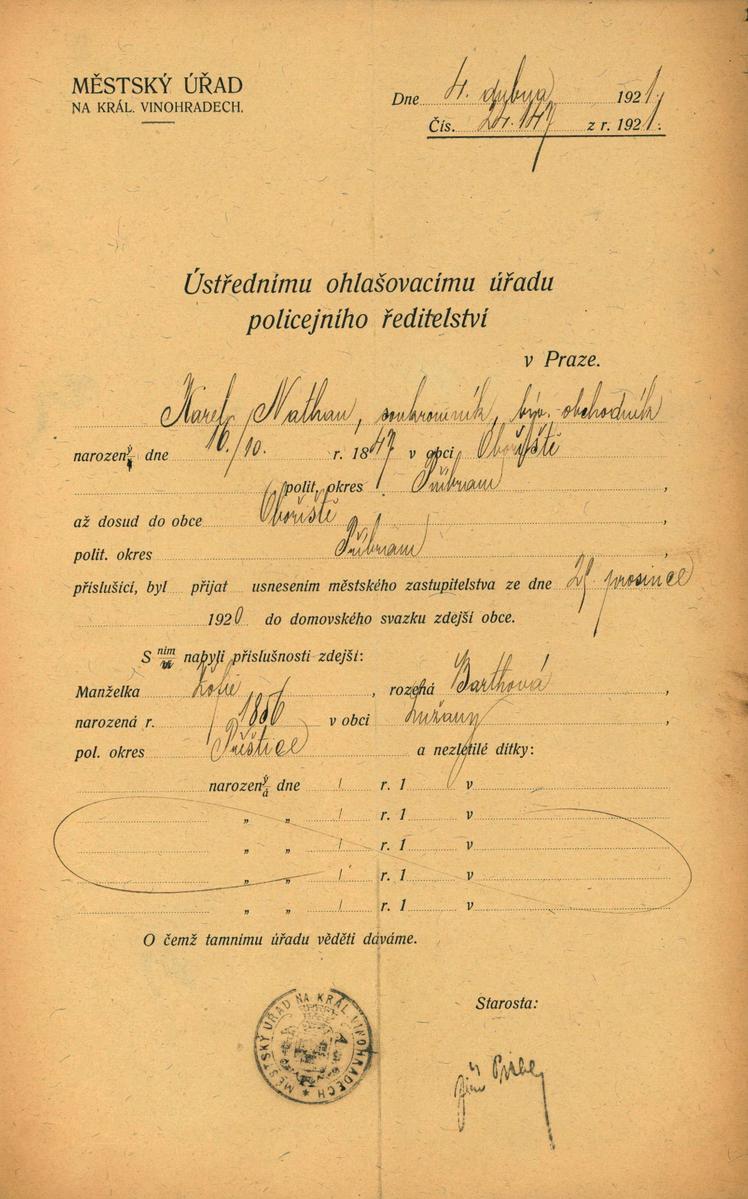 MĚSTSKÝ ÚŘAD
NA KRÁL. VINOHRADECH.
Dne 4. dubna 1921.
Čís. 24.147 z r. 1921.
Ústřednímu ohlašovacímu úřadu
policejního ředitelství
v Praze.
Karel Nathan, soukromník, býv. obchodník
narozený dne 16./10. r. 1847 v obci Obořiště
polit. okres Příbram,
až dosud do obce Obořiště,
polit. okres Příbram,
příslušící, byl přijat usnesením městského zastupitelstva ze dne 29. prosince
1920 do domovského svazku zdejší obce.
S ním nabyli příslušnosti zdejší:
Manželka Žofie, rozená Barthová
narozená r. 1856 v obci Lužany,
pol. okres Přeštice a nezletilé dítky:
narozený/á dne / r. 1 v
„ „ / r. 1 v
„ „ / r. 1 v
„ „ / r. 1 v
„ „ / r. 1 v
O čemž tamnímu úřadu věděti dáváme.
Starosta:
MĚSTSKÝ ÚŘAD NA KRÁL. VINOHRADECH